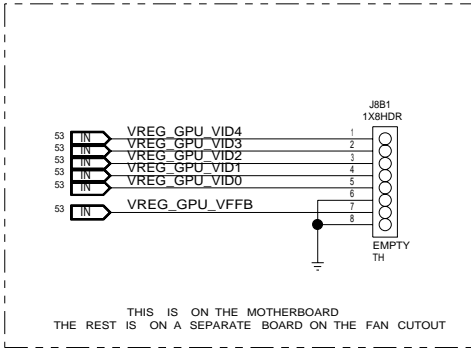 J8B1
1X8HDR
53 IN VREG_GPU_VID4 1
53 IN VREG_GPU_VID3 2
53 IN VREG_GPU_VID2 3
53 IN VREG_GPU_VID1 4
53 IN VREG_GPU_VID0 5
6
53 IN VREG_GPU_VFFB 7
8
EMPTY
TH
THIS IS ON THE MOTHERBOARD
THE REST IS ON A SEPARATE BOARD ON THE FAN CUTOUT